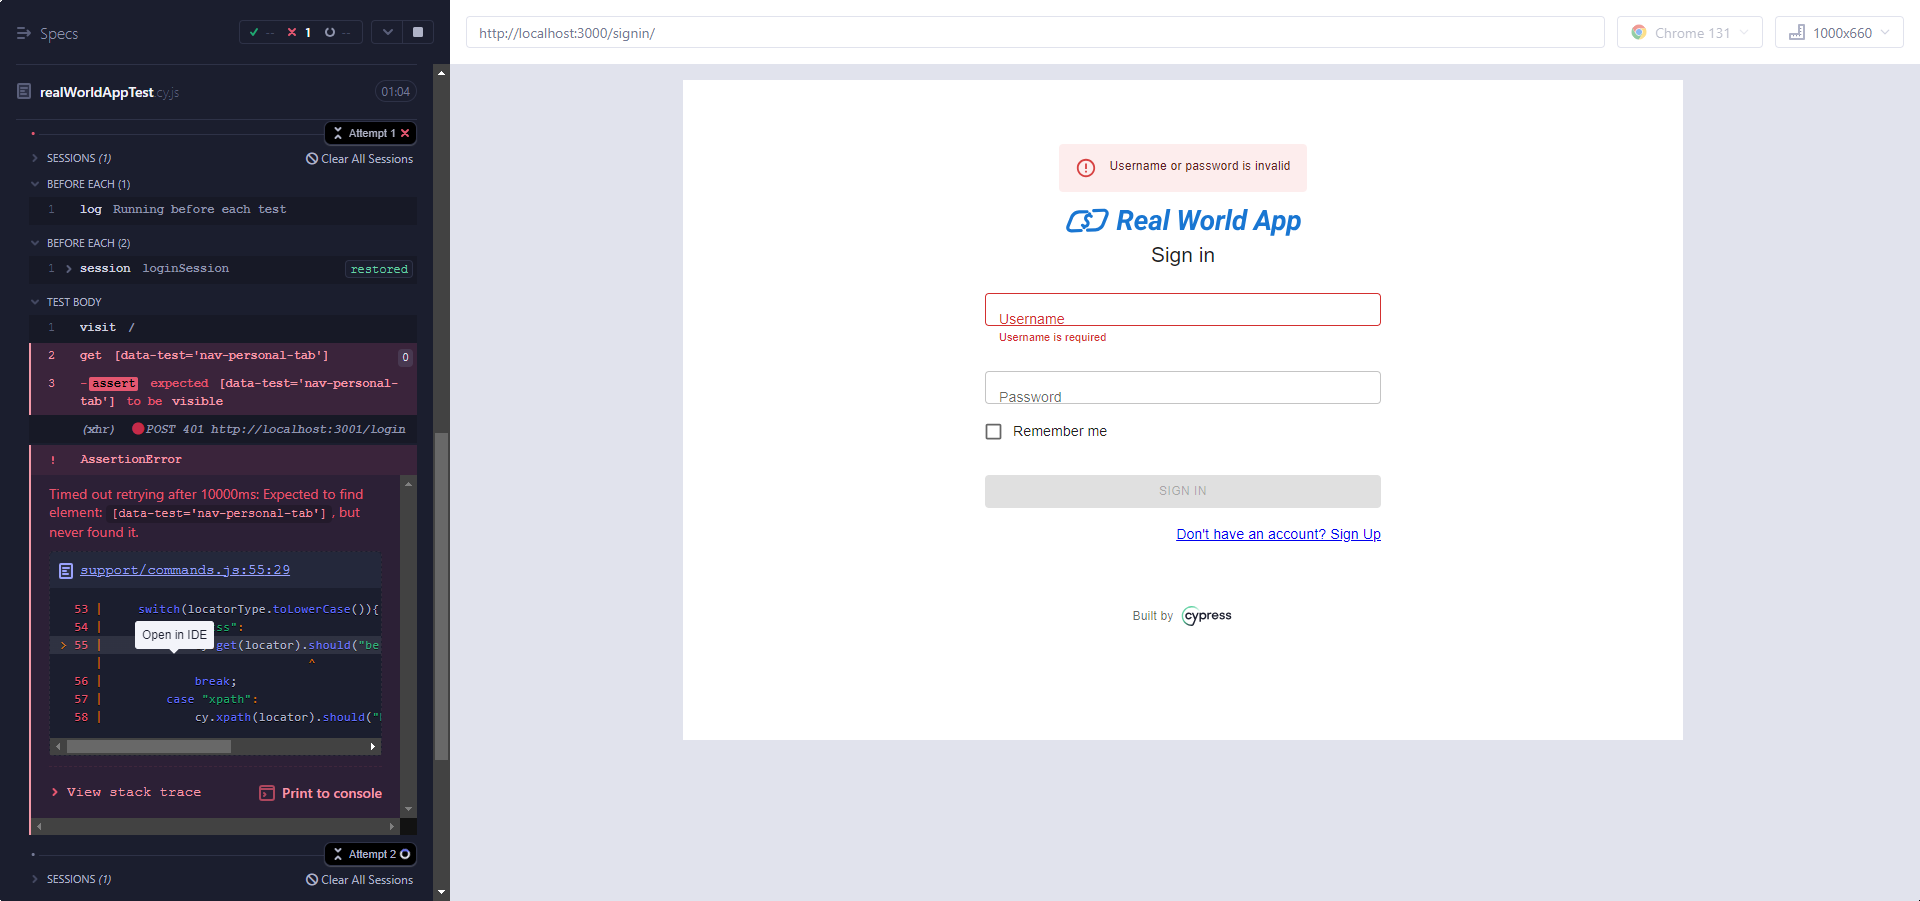 Specs
-- 1 --
realWorldAppTest.cy.js 01:04
Attempt 1
SESSIONS (1) Clear All Sessions
BEFORE EACH (1)
1 log Running before each test
BEFORE EACH (2)
1 session loginSession restored
TEST BODY
1 visit /
2 get [data-test='nav-personal-tab'] 0
3 -assert expected [data-test='nav-personal-
tab'] to be visible
(xhr) POST 401 http://localhost:3001/login
! AssertionError
Timed out retrying after 10000ms: Expected to find
element: [data-test='nav-personal-tab'], but
never found it.
support/commands.js:55:29
53 | switch(locatorType.toLowerCase()){
54 | ss":
Open in IDE
> 55 | get(locator).should("be
| ^
56 | break;
57 | case "xpath":
58 | cy.xpath(locator).should("
> View stack trace Print to console
Attempt 2
SESSIONS (1) Clear All Sessions
http://localhost:3000/signin/
Chrome 131
1000x660
Username or password is invalid
Real World App
Sign in
Username
Username is required
Password
Remember me
SIGN IN
Don't have an account? Sign Up
Built by cypress